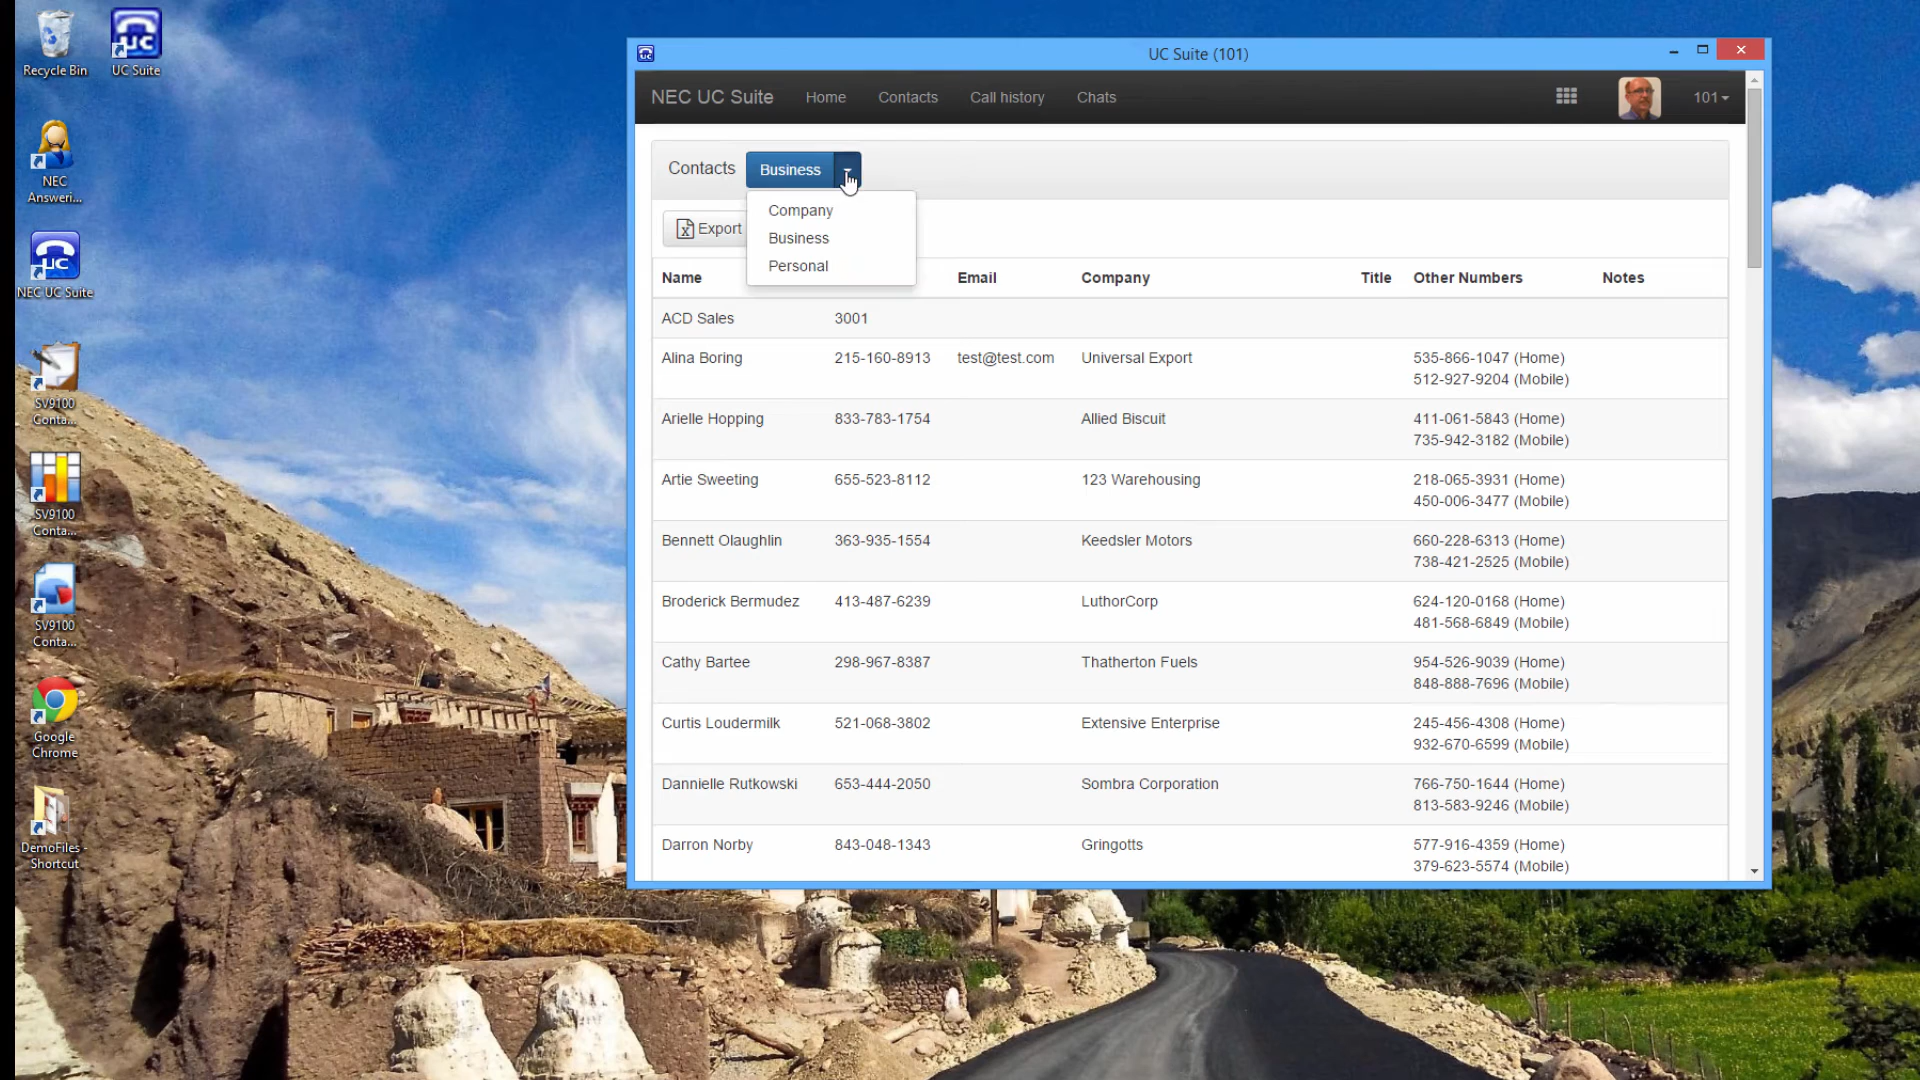 Recycle Bin
UC Suite
NEC Answeri...
NEC UC Suite
SV9100 Conta...
SV9100 Conta...
SV9100 Conta...
Google Chrome
DemoFiles - Shortcut
UC Suite (101)
NEC UC Suite Home Contacts Call history Chats 101
Contacts Business
Company
Business
Personal
Export
Name Email Company Title Other Numbers Notes
ACD Sales 3001
Alina Boring 215-160-8913 test@test.com Universal Export 535-866-1047 (Home)
512-927-9204 (Mobile)
Arielle Hopping 833-783-1754 Allied Biscuit 411-061-5843 (Home)
735-942-3182 (Mobile)
Artie Sweeting 655-523-8112 123 Warehousing 218-065-3931 (Home)
450-006-3477 (Mobile)
Bennett Olaughlin 363-935-1554 Keedsler Motors 660-228-6313 (Home)
738-421-2525 (Mobile)
Broderick Bermudez 413-487-6239 LuthorCorp 624-120-0168 (Home)
481-568-6849 (Mobile)
Cathy Bartee 298-967-8387 Thatherton Fuels 954-526-9039 (Home)
848-888-7696 (Mobile)
Curtis Loudermilk 521-068-3802 Extensive Enterprise 245-456-4308 (Home)
932-670-6599 (Mobile)
Dannielle Rutkowski 653-444-2050 Sombra Corporation 766-750-1644 (Home)
813-583-9246 (Mobile)
Darron Norby 843-048-1343 Gringotts 577-916-4359 (Home)
379-623-5574 (Mobile)